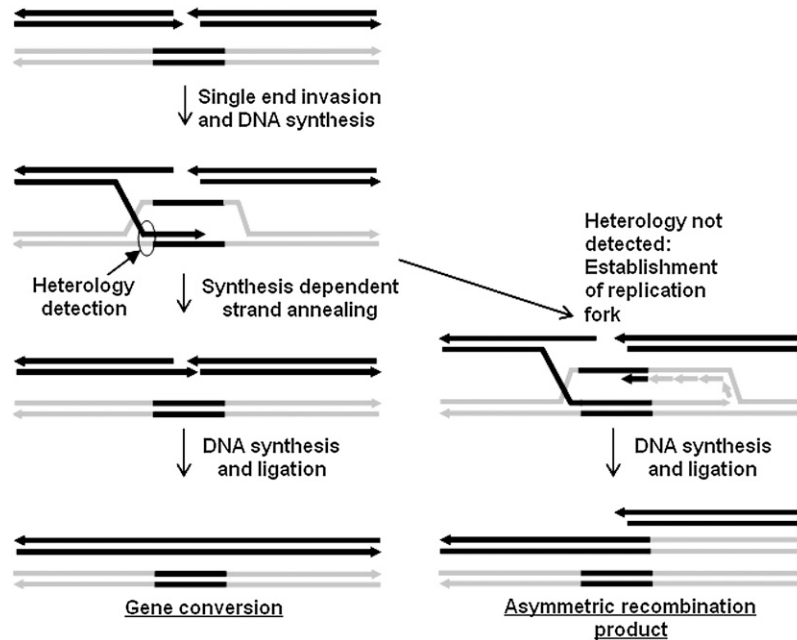 Single end invasion
and DNA synthesis
Heterology
detection
Synthesis dependent
strand annealing
Heterology not
detected:
Establishment
of replication
fork
DNA synthesis
and ligation
DNA synthesis
and ligation
Gene conversion
Asymmetric recombination
product